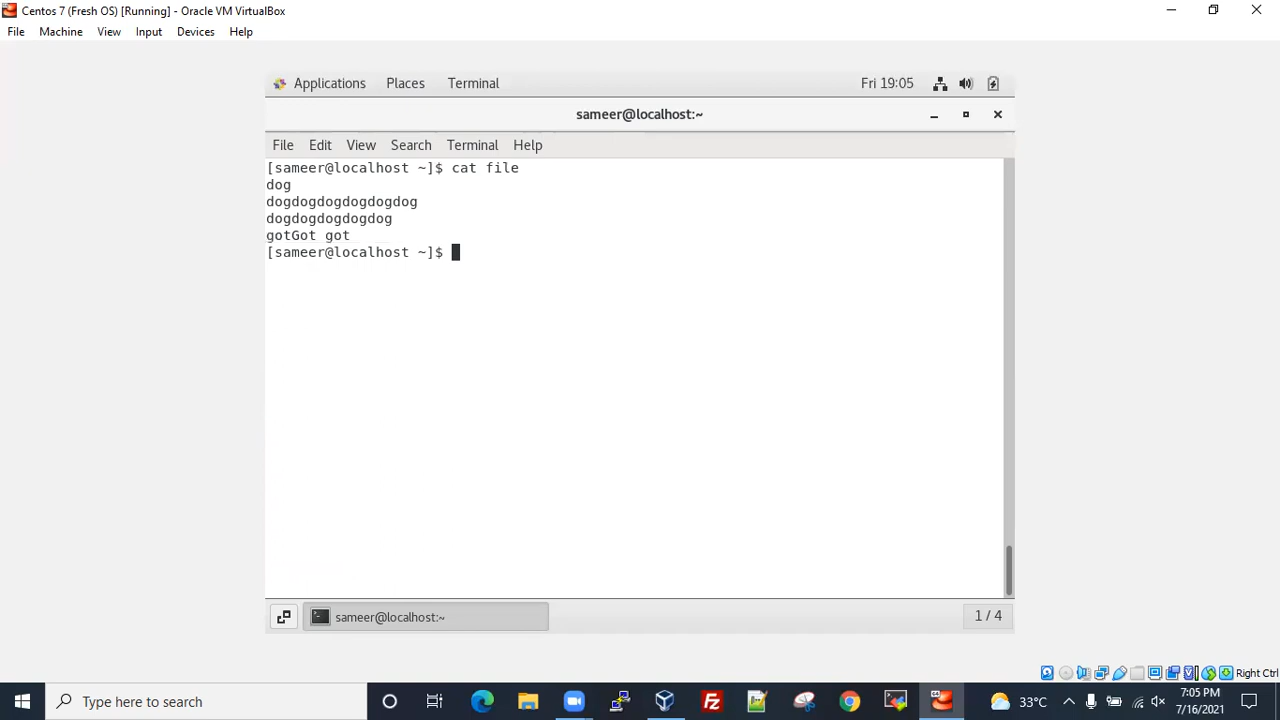 Centos 7 (Fresh OS) [Running] - Oracle VM VirtualBox
File Machine View Input Devices Help
Applications Places Terminal Fri 19:05
sameer@localhost:~
File Edit View Search Terminal Help
[sameer@localhost ~]$ cat file
dog
dogdogdogdogdogdog
dogdogdogdogdog
gotGot got
[sameer@localhost ~]$
sameer@localhost:~ 1 / 4
Right Ctrl
Type here to search 33°C 7:05 PM
7/16/2021